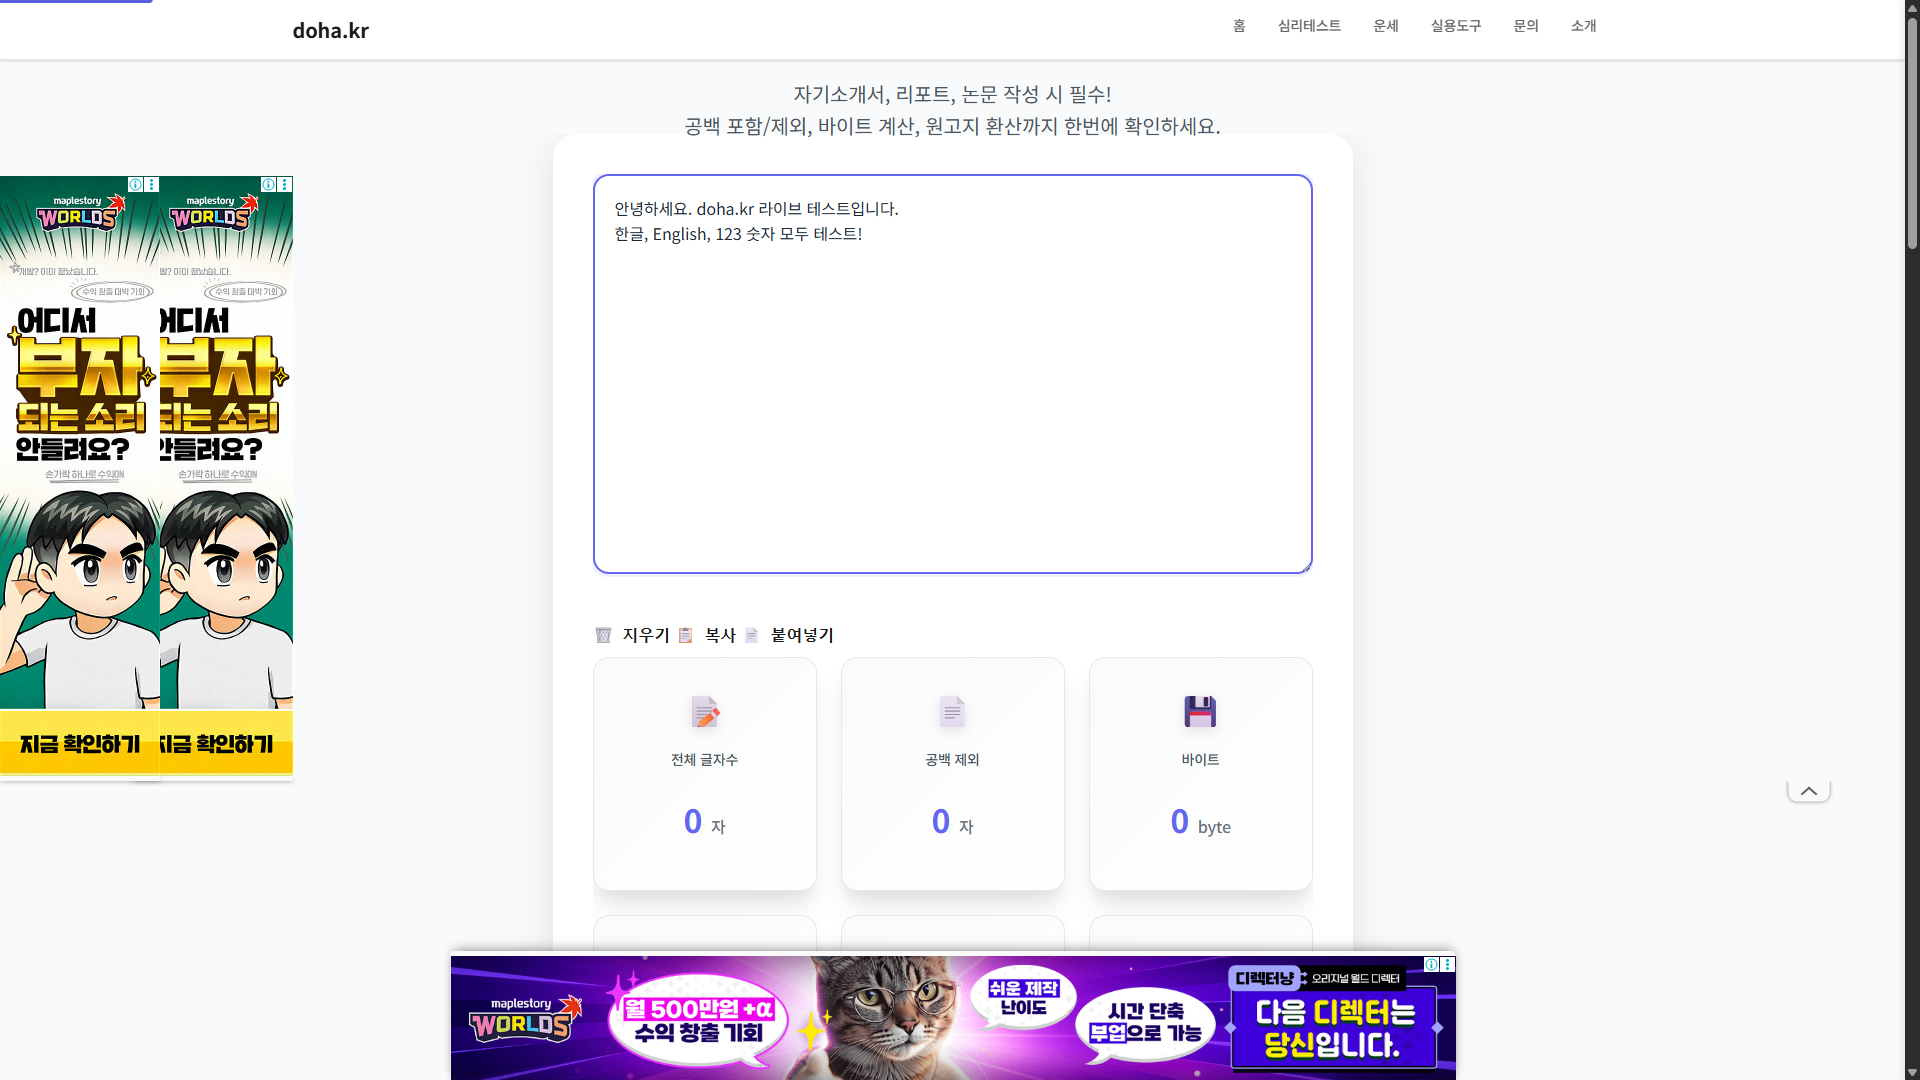 doha.kr
홈
심리테스트
운세
실용도구
문의
소개
자기소개서, 리포트, 논문 작성 시 필수!
공백 포함/제외, 바이트 계산, 원고지 환산까지 한번에 확인하세요.
안녕하세요. doha.kr 라이브 테스트입니다.
한글, English, 123 숫자 모두 테스트!
지우기
복사
붙여넣기
전체 글자수
0 자
공백 제외
0 자
바이트
0 byte
maplestory
WORLDS
개발? 이미 끝났습니다.
수익 창출 대박 기회
어디서
부자
되는 소리
안들려요?
손가락 하나로 수익ON
지금 확인하기
maplestory
WORLDS
발? 이미 끝났습니다.
수익 창출 대박 기회
어디서
부자
되는 소리
안들려요?
손가락 하나로 수익ON
지금 확인하기
maplestory
WORLDS
월 500만원 +α
수익 창출 기회
쉬운 제작
난이도
시간 단축
부업으로 가능
디렉터냥
오리지널 월드 디렉터
다음 디렉터는
당신입니다.